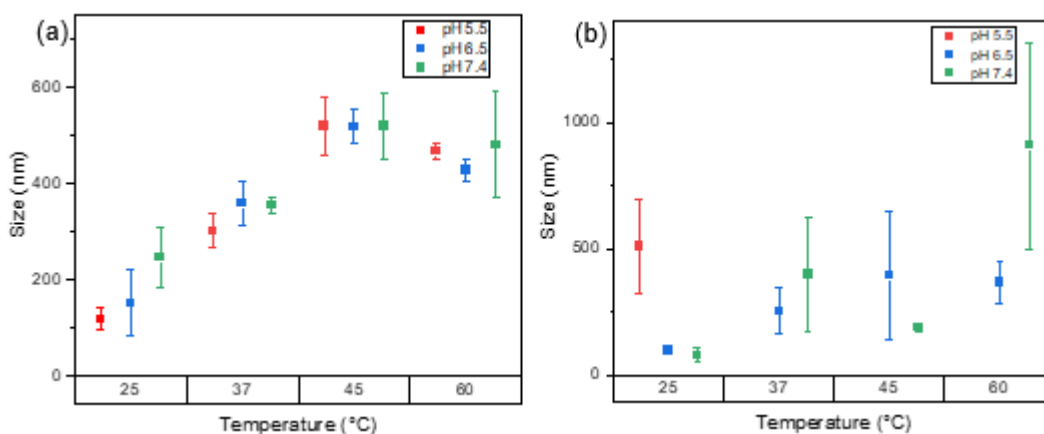 (a)
pH 5.5
pH 6.5
pH 7.4
600
400
200
0
Size (nm)
25 37 45 60
Temperature (°C)
(b)
pH 5.5
pH 6.5
pH 7.4
1000
500
0
Size (nm)
25 37 45 60
Temperature (°C)